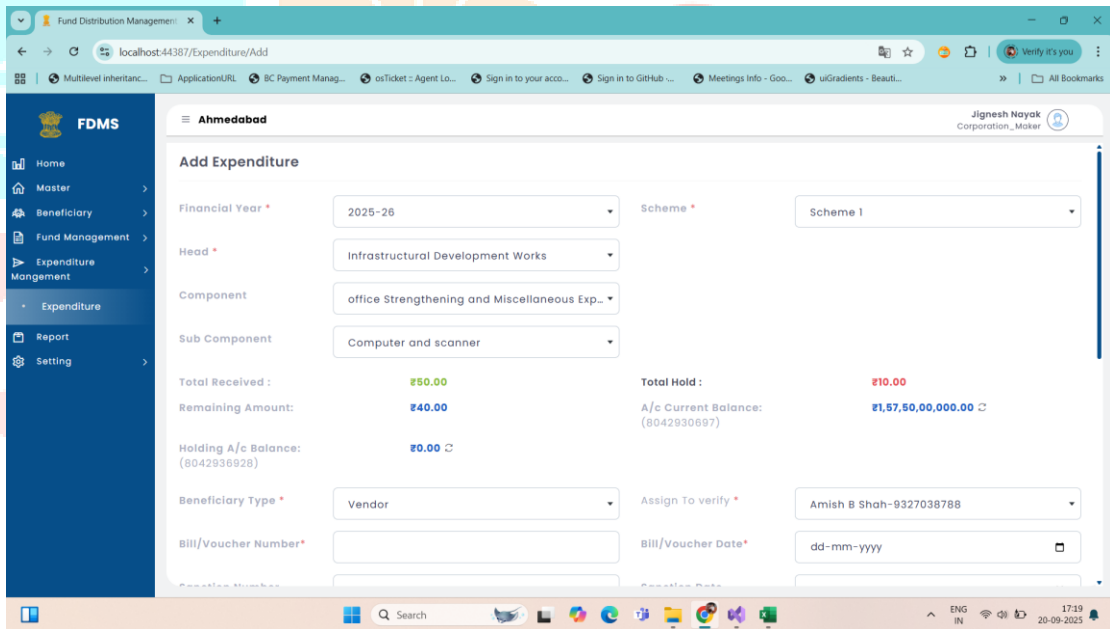 Fund Distribution Management
localhost:44387/Expenditure/Add
Verify it's you
Multilevel inheritanc...
ApplicationURL
BC Payment Manag...
osTicket :: Agent Lo...
Sign in to your acco...
Sign in to GitHub ·...
Meetings Info - Goo...
uiGradients - Beauti...
»
All Bookmarks
FDMS
Ahmedabad
Jignesh Nayak
Corporation_Maker
Home
Master
Beneficiary
Fund Management
Expenditure
Mangement
Expenditure
Report
Setting
Add Expenditure
Financial Year *
2025-26
Scheme *
Scheme 1
Head *
Infrastructural Development Works
Component
office Strengthening and Miscellaneous Exp...
Sub Component
Computer and scanner
Total Received :
₹50.00
Total Hold :
₹10.00
Remaining Amount:
₹40.00
A/c Current Balance:
(8042930697)
₹1,57,50,00,000.00
Holding A/c Balance:
(8042936928)
₹0.00
Beneficiary Type *
Vendor
Assign To verify *
Amish B Shah-9327038788
Bill/Voucher Number*
Bill/Voucher Date*
dd-mm-yyyy
Sanction Number
Sanction Date
Search
ENG
IN
17:19
20-09-2025